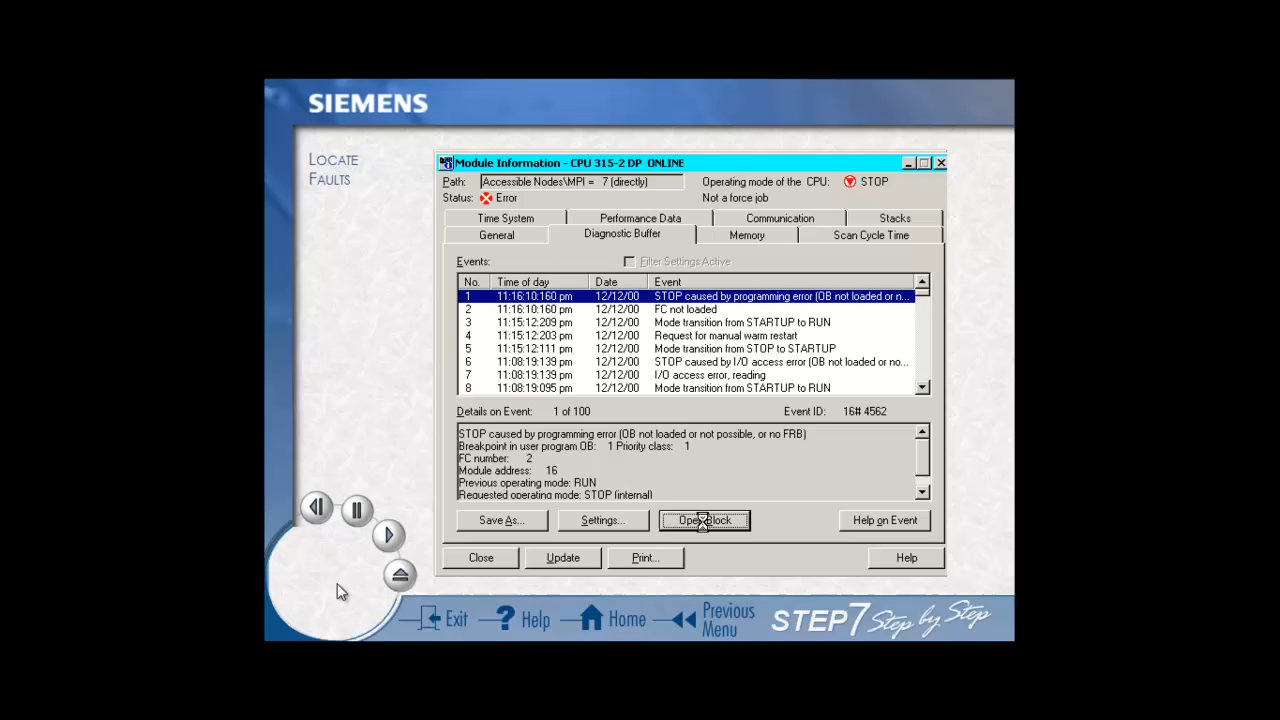 SIEMENS
LOCATE
FAULTS
Module Information - CPU 315-2 DP ONLINE
Path: Accessible Nodes\MPI = 7 (directly) Operating mode of the CPU: STOP
Status: Error Not a force job
Time System Performance Data Communication Stacks
General Diagnostic Buffer Memory Scan Cycle Time
Events: Filter Settings Active
No. Time of day Date Event
1 11:16:10:160 pm 12/12/00 STOP caused by programming error (OB not loaded or n...
2 11:16:10:160 pm 12/12/00 FC not loaded
3 11:15:12:209 pm 12/12/00 Mode transition from STARTUP to RUN
4 11:15:12:203 pm 12/12/00 Request for manual warm restart
5 11:15:12:111 pm 12/12/00 Mode transition from STOP to STARTUP
6 11:08:19:139 pm 12/12/00 STOP caused by I/O access error (OB not loaded or no...
7 11:08:19:139 pm 12/12/00 I/O access error, reading
8 11:08:19:095 pm 12/12/00 Mode transition from STARTUP to RUN
Details on Event: 1 of 100 Event ID: 16# 4562
STOP caused by programming error (OB not loaded or not possible, or no FRB)
Breakpoint in user program OB: 1 Priority class: 1
FC number: 2
Module address: 16
Previous operating mode: RUN
Requested operating mode: STOP (internal)
Save As... Settings... Open Block Help on Event
Close Update Print... Help
Exit Help Home Previous
Menu
STEP7 Step by Step